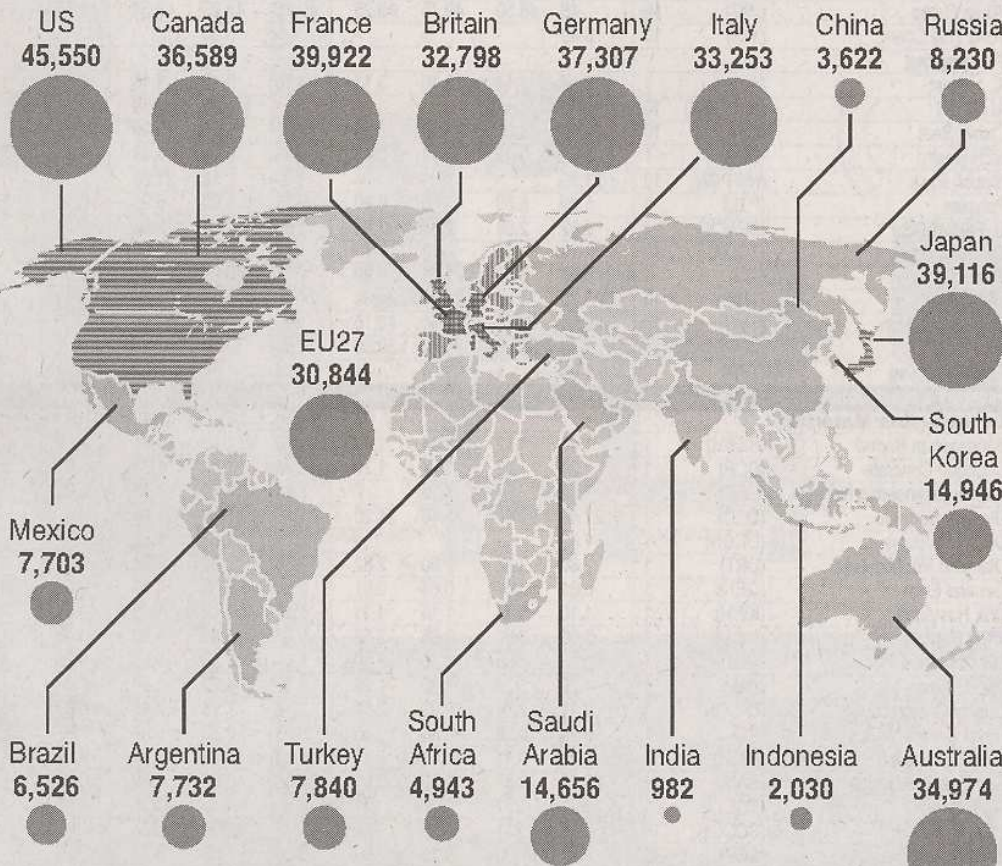 US
45,550
Canada
36,589
France
39,922
Britain
32,798
Germany
37,307
Italy
33,253
China
3,622
Russia
8,230
Japan
39,116
EU27
30,844
South
Korea
14,946
Mexico
7,703
Brazil
6,526
Argentina
7,732
Turkey
7,840
South
Africa
4,943
Saudi
Arabia
14,656
India
982
Indonesia
2,030
Australia
34,974